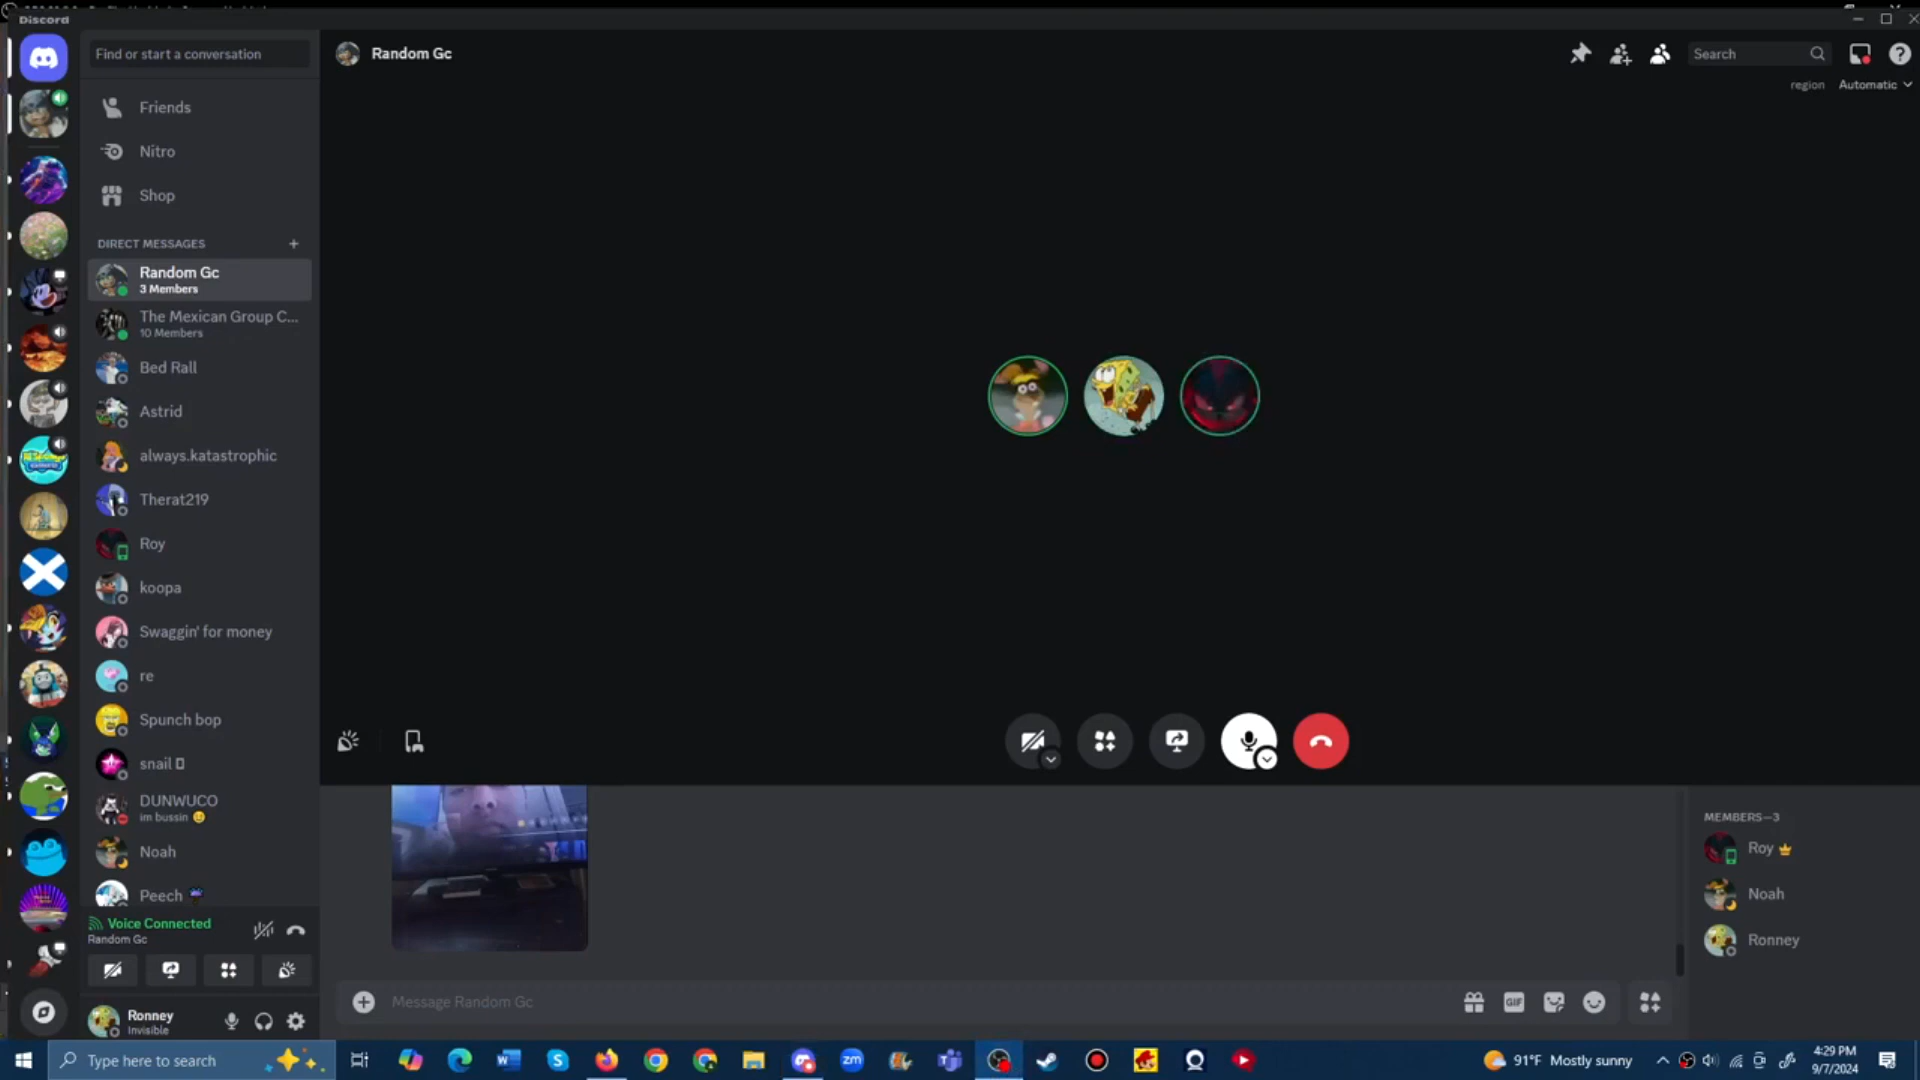 Discord
Find or start a conversation
Random Gc
Search
region
Automatic
Friends
Nitro
Shop
DIRECT MESSAGES
Random Gc
3 Members
The Mexican Group C...
10 Members
Bed Rall
Astrid
always.katastrophic
Therat219
Roy
koopa
Swaggin' for money
re
Spunch bop
snail
DUNWUCO
im bussin
Noah
Peech
Voice Connected
Random Gc
Ronney
Invisible
MEMBERS—3
Roy
Noah
Ronney
Message Random Gc
GIF
Type here to search
zm
91°F Mostly sunny
4:29 PM
9/7/2024